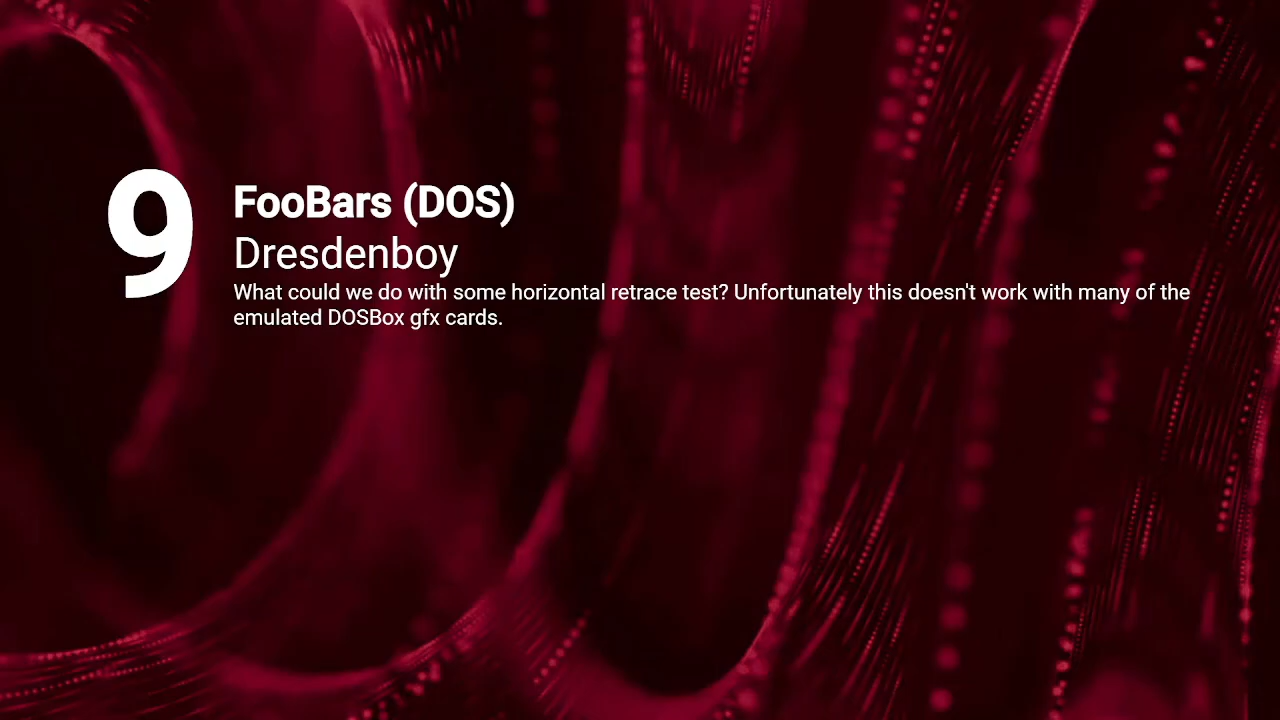 9
FooBars (DOS)
Dresdenboy
What could we do with some horizontal retrace test? Unfortunately this doesn't work with many of the
emulated DOSBox gfx cards.